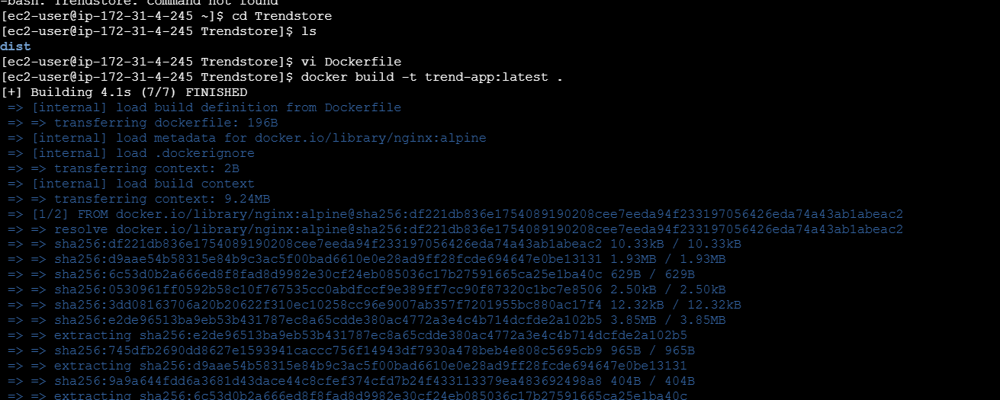 -bash: Trendstore: command not found
[ec2-user@ip-172-31-4-245 ~]$ cd Trendstore
[ec2-user@ip-172-31-4-245 Trendstore]$ ls
dist
[ec2-user@ip-172-31-4-245 Trendstore]$ vi Dockerfile
[ec2-user@ip-172-31-4-245 Trendstore]$ docker build -t trend-app:latest .
[+] Building 4.1s (7/7) FINISHED
=> [internal] load build definition from Dockerfile
=> => transferring dockerfile: 196B
=> [internal] load metadata for docker.io/library/nginx:alpine
=> [internal] load .dockerignore
=> => transferring context: 2B
=> [internal] load build context
=> => transferring context: 9.24MB
=> [1/2] FROM docker.io/library/nginx:alpine@sha256:df221db836e1754089190208cee7eeda94f233197056426eda74a43ab1abeac2
=> => resolve docker.io/library/nginx:alpine@sha256:df221db836e1754089190208cee7eeda94f233197056426eda74a43ab1abeac2
=> => sha256:df221db836e1754089190208cee7eeda94f233197056426eda74a43ab1abeac2 10.33kB / 10.33kB
=> => sha256:d9aae54b58315e84b9c3ac5f00bad6610e0e28ad9ff28fcde694647e0be13131 1.93MB / 1.93MB
=> => sha256:6c53d0b2a666ed8f8fad8d9982e30cf24eb085036c17b27591665ca25e1ba40c 629B / 629B
=> => sha256:0530961ff0592b58c10f767535cc0abdfccf9e389ff7cc90f87320c1bc7e8506 2.50kB / 2.50kB
=> => sha256:3dd08163706a20b20622f310ec10258cc96e9007ab357f7201955bc880ac17f4 12.32kB / 12.32kB
=> => sha256:e2de96513ba9eb53b431787ec8a65cdde380ac4772a3e4c4b714dcfde2a102b5 3.85MB / 3.85MB
=> => extracting sha256:e2de96513ba9eb53b431787ec8a65cdde380ac4772a3e4c4b714dcfde2a102b5
=> => sha256:745dfb2690dd8627e1593941caccc756f14943df7930a478beb4e808c5695cb9 965B / 965B
=> => extracting sha256:d9aae54b58315e84b9c3ac5f00bad6610e0e28ad9ff28fcde694647e0be13131
=> => sha256:9a9a644fdd6a3681d43dace44c8cfef374cfd7b24f433113379ea483692498a8 404B / 404B
=> => extracting sha256:6c53d0b2a666ed8f8fad8d9982e30cf24eb085036c17b27591665ca25e1ba40c